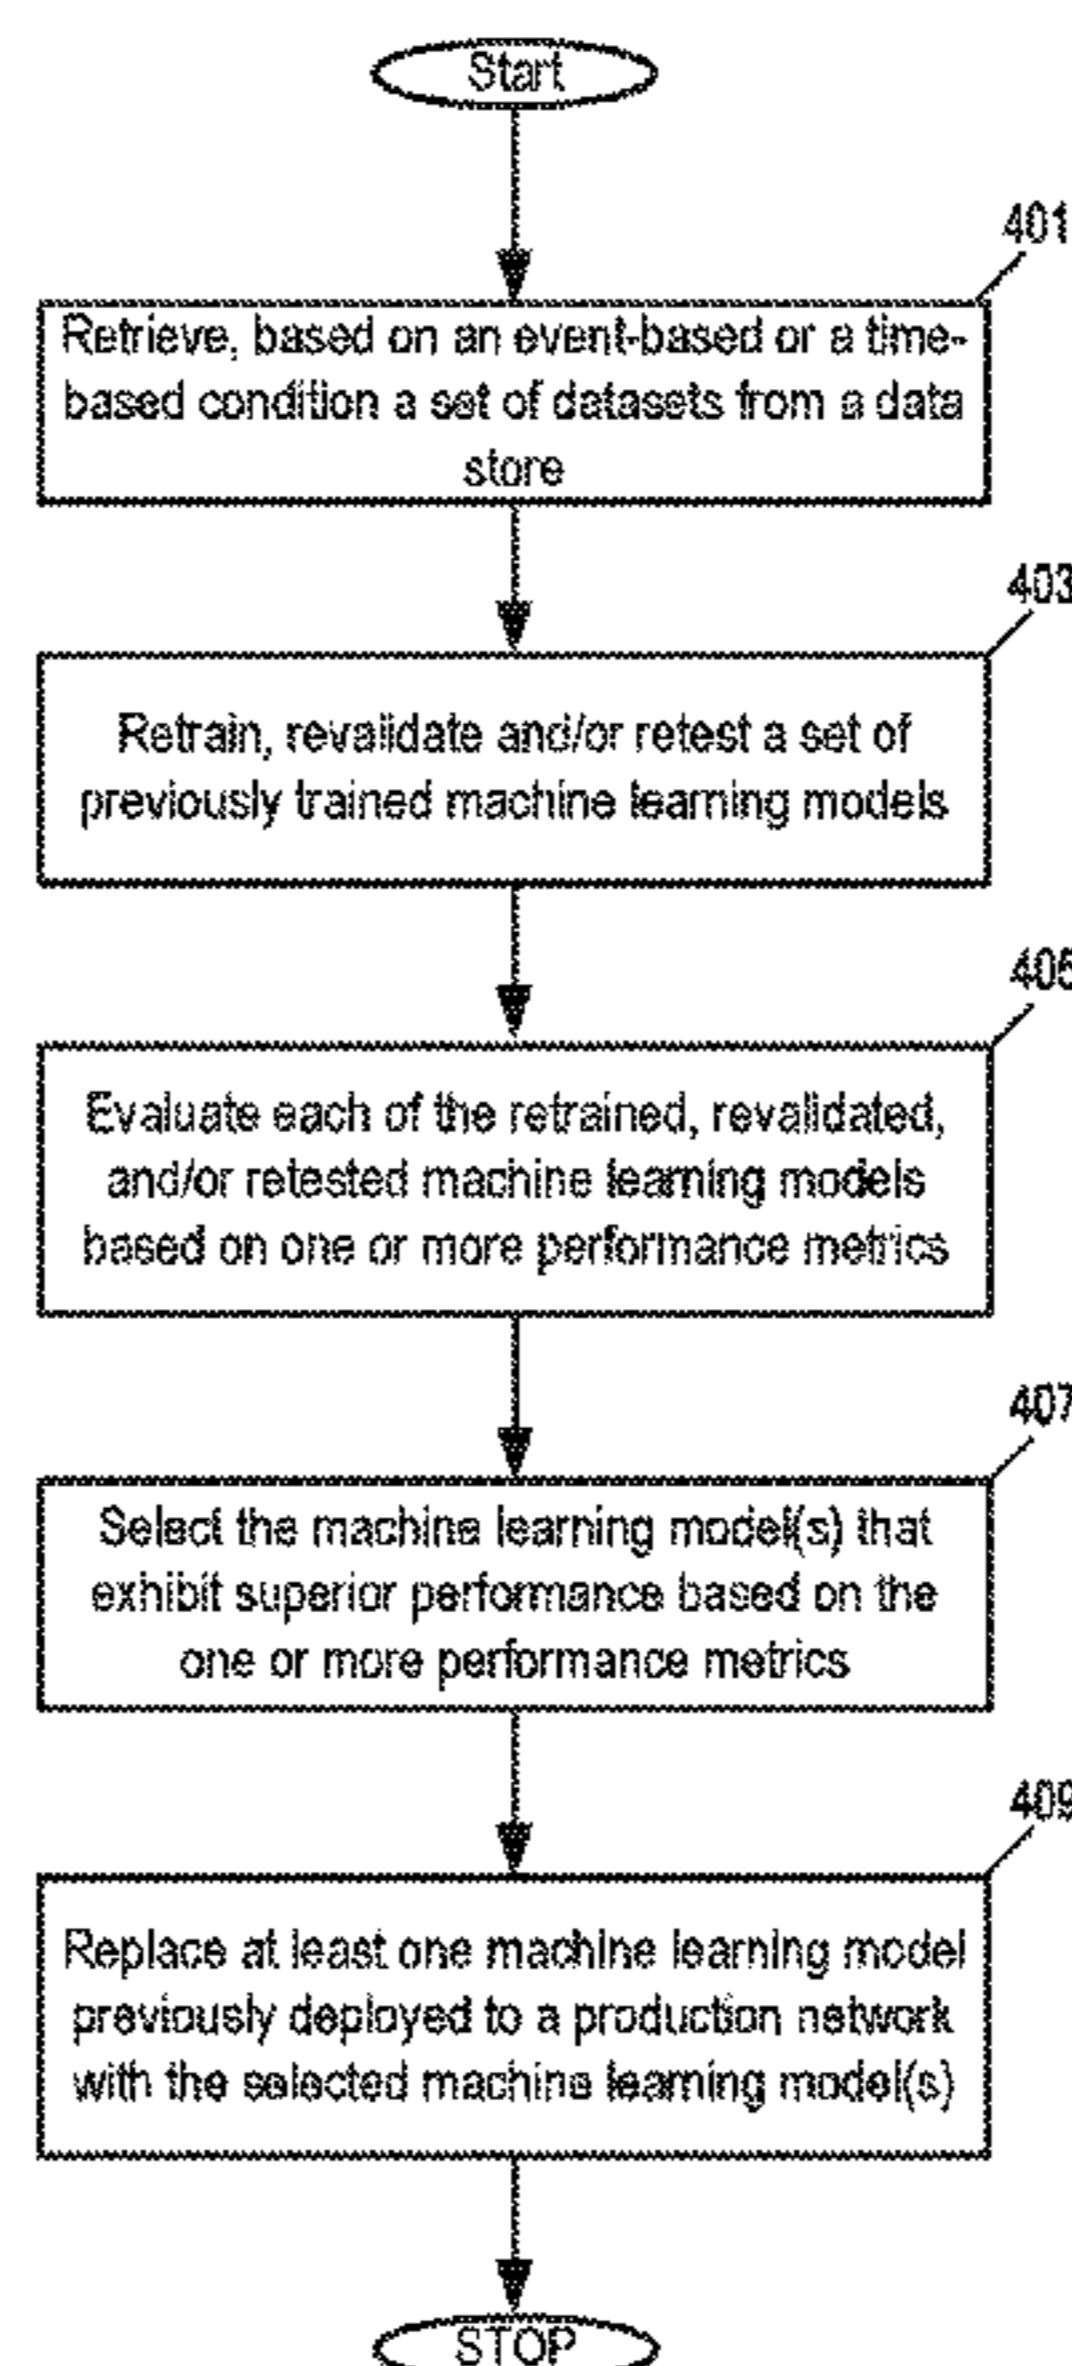 Start
401
Retrieve, based on an event-based or a time-
based condition a set of datasets from a data
store
403
Retrain, revalidate and/or retest a set of
previously trained machine learning models
405
Evaluate each of the retrained, revalidated,
and/or retested machine learning models
based on one or more performance metrics
407
Select the machine learning model(s) that
exhibit superior performance based on the
one or more performance metrics
409
Replace at least one machine learning model
previously deployed to a production network
with the selected machine learning model(s)
STOP